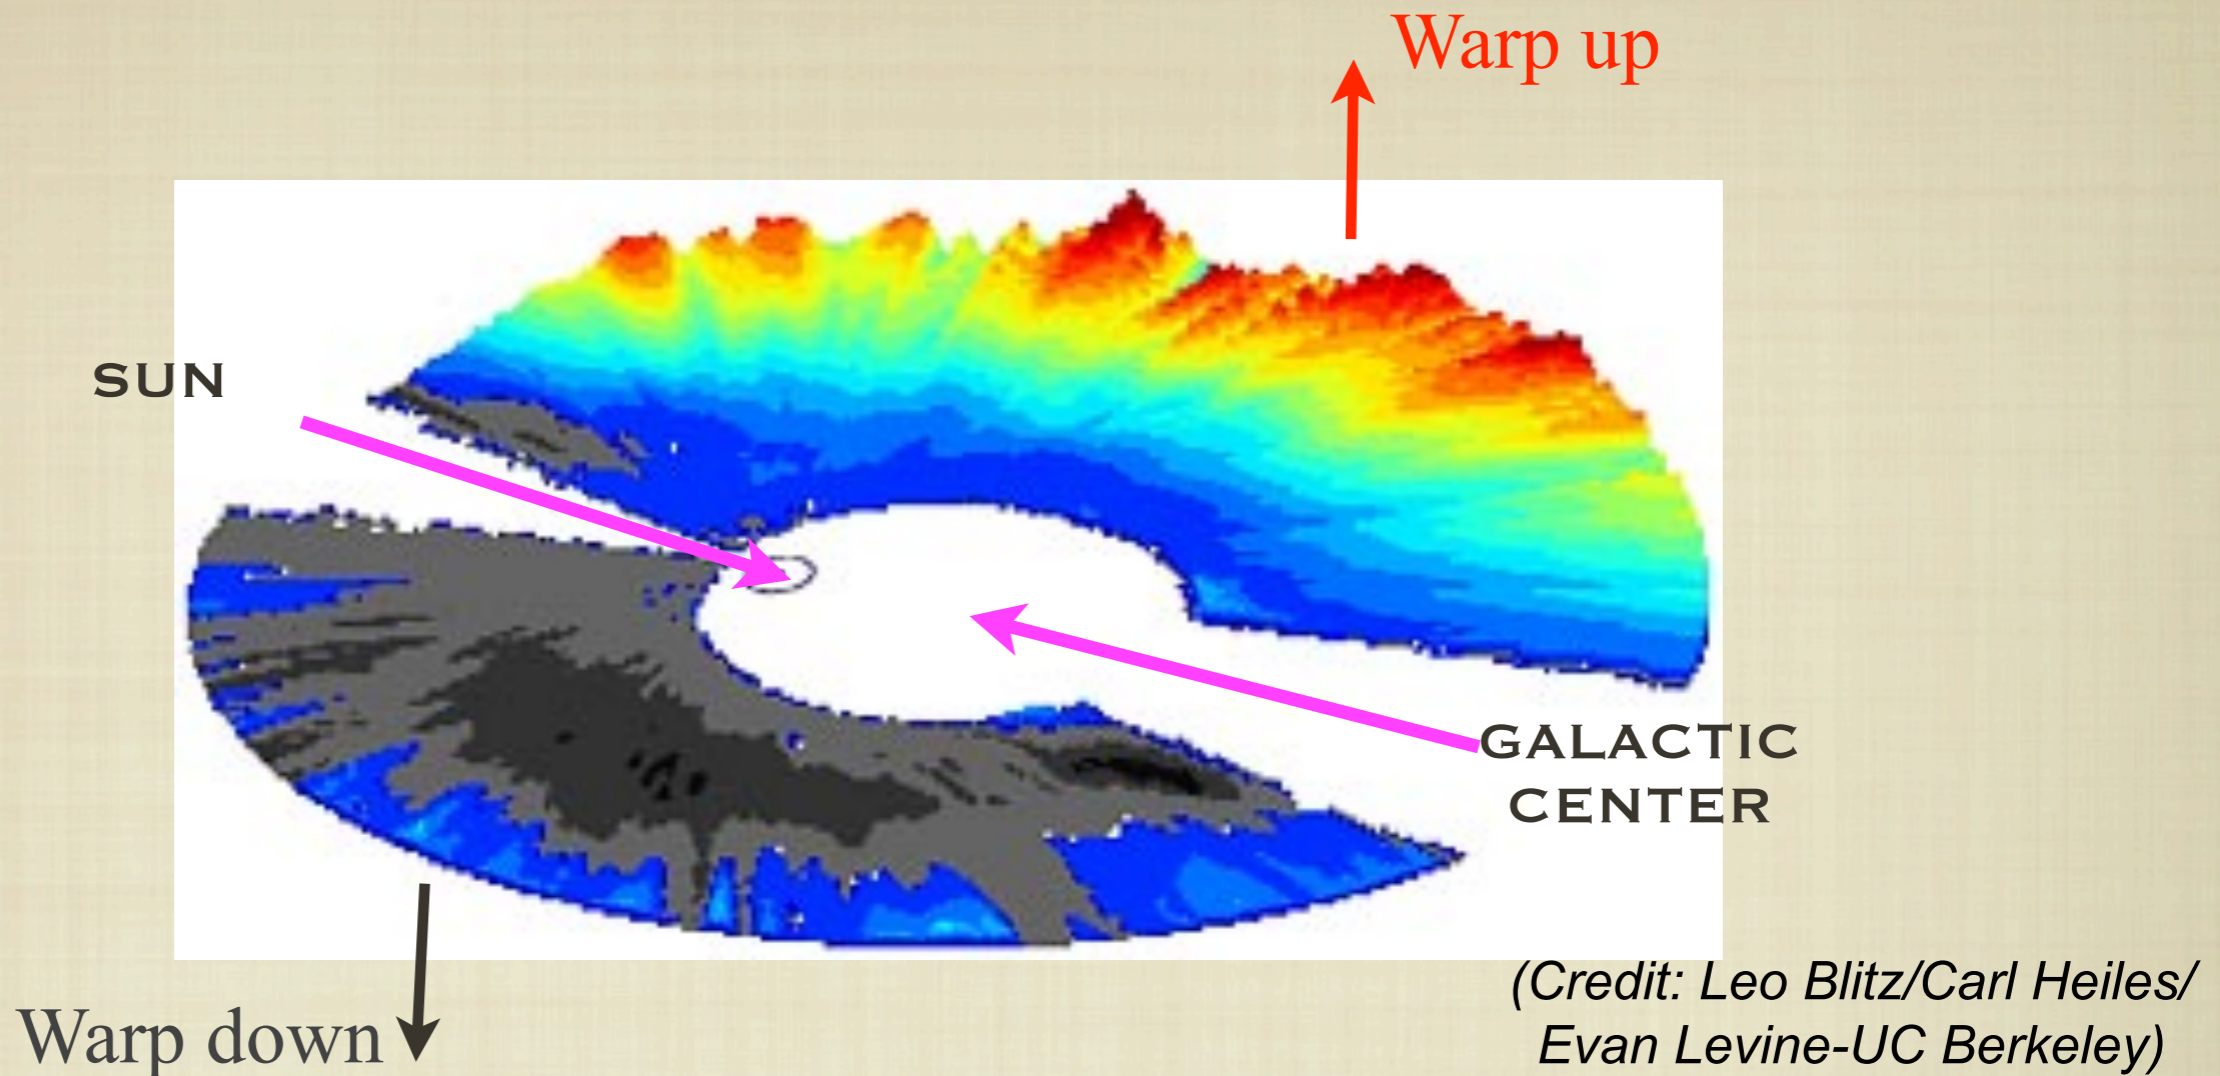 Warp up
SUN
GALACTIC
CENTER
(Credit: Leo Blitz/Carl Heiles/
Evan Levine-UC Berkeley)
Warp down